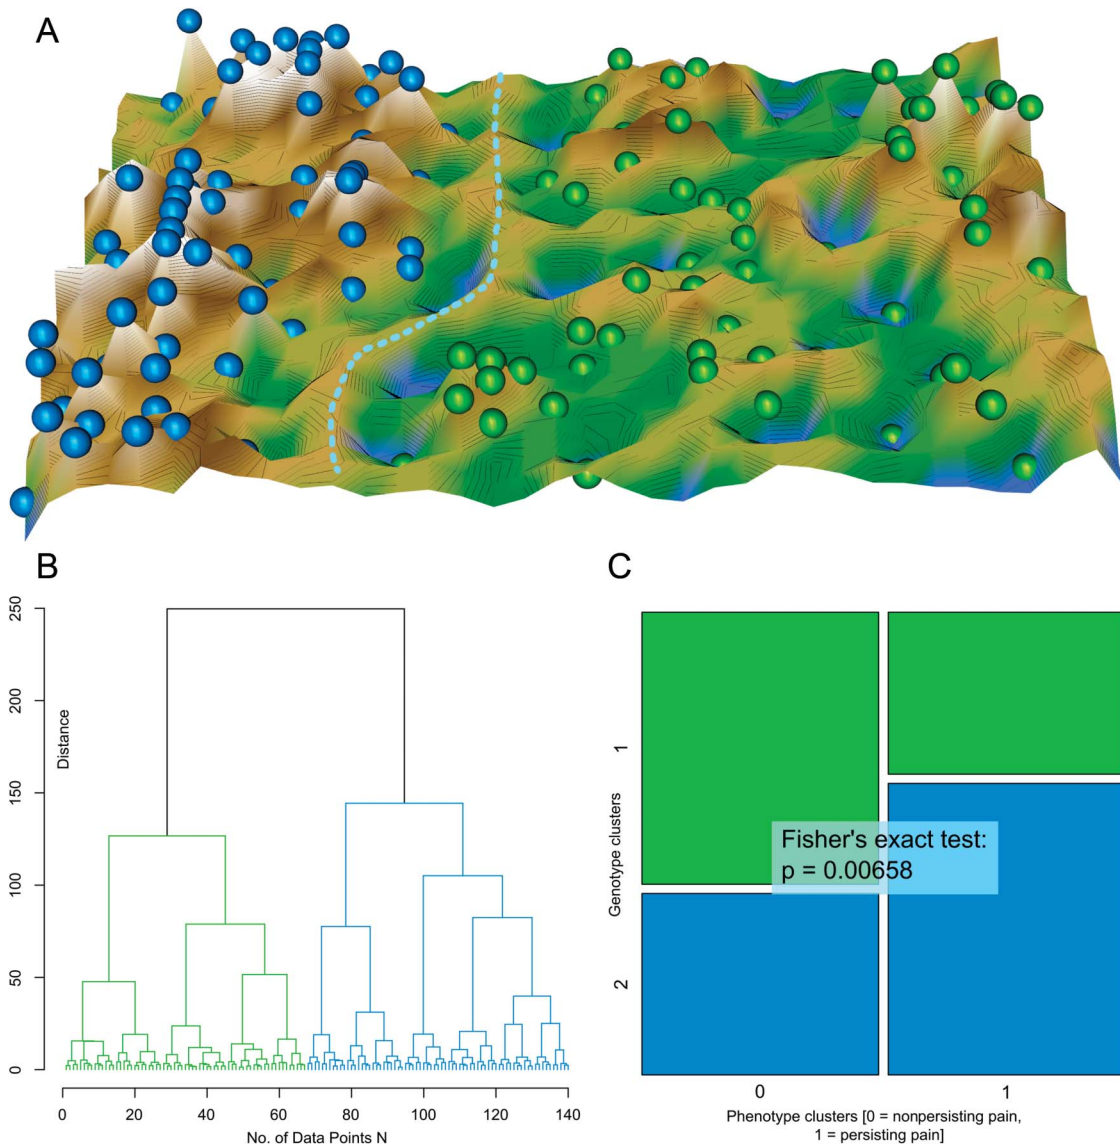 A
B
250
200
150
100
50
0
Distance
0
20
40
60
80
100
120
140
No. of Data Points N
C
1
2
Genotype clusters
Fisher's exact test:
p = 0.00658
0
1
Phenotype clusters [0 = nonpersisting pain,
1 = persisting pain]